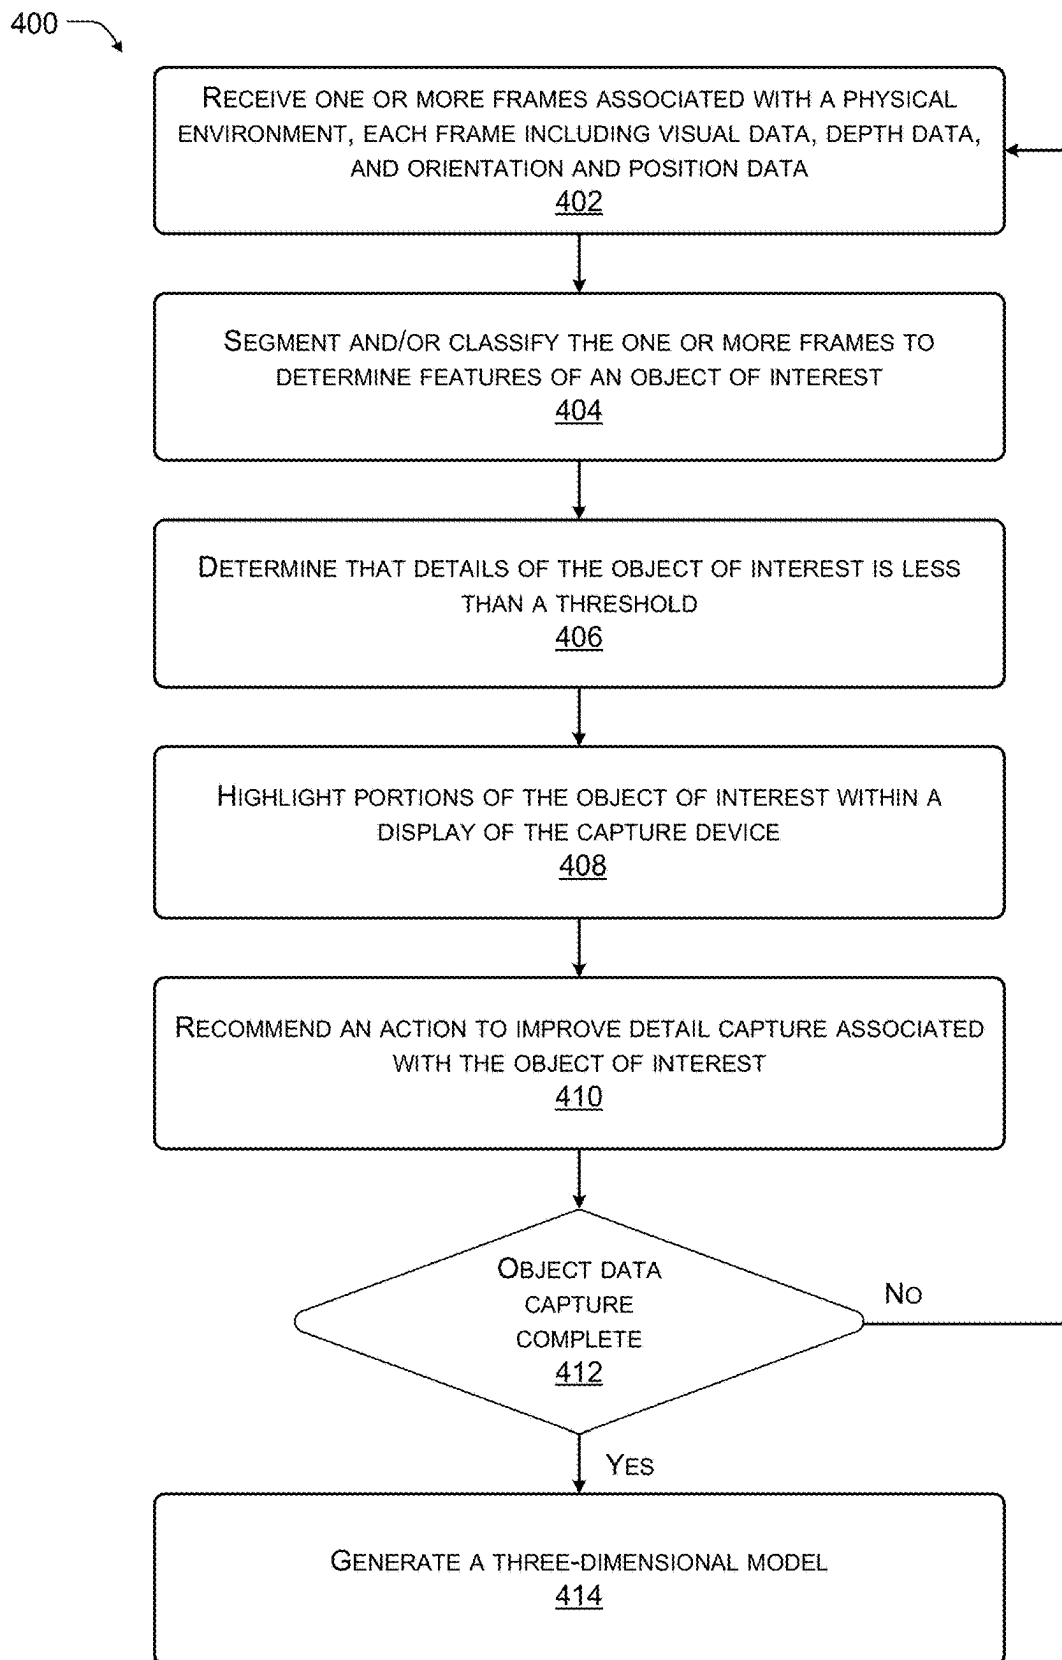 400
RECEIVE ONE OR MORE FRAMES ASSOCIATED WITH A PHYSICAL
ENVIRONMENT, EACH FRAME INCLUDING VISUAL DATA, DEPTH DATA,
AND ORIENTATION AND POSITION DATA
402
SEGMENT AND/OR CLASSIFY THE ONE OR MORE FRAMES TO
DETERMINE FEATURES OF AN OBJECT OF INTEREST
404
DETERMINE THAT DETAILS OF THE OBJECT OF INTEREST IS LESS
THAN A THRESHOLD
406
HIGHLIGHT PORTIONS OF THE OBJECT OF INTEREST WITHIN A
DISPLAY OF THE CAPTURE DEVICE
408
RECOMMEND AN ACTION TO IMPROVE DETAIL CAPTURE ASSOCIATED
WITH THE OBJECT OF INTEREST
410
OBJECT DATA
CAPTURE
COMPLETE
412
NO
YES
GENERATE A THREE-DIMENSIONAL MODEL
414